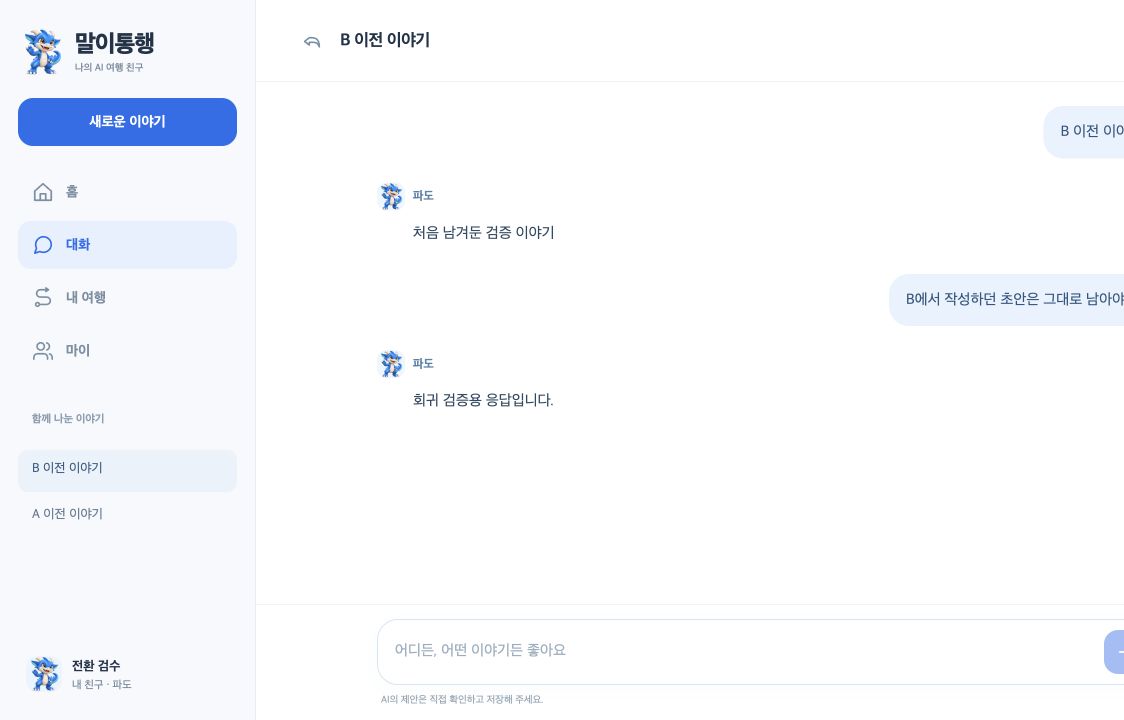 말이통행
나의 AI 여행 친구
새로운 이야기
홈
대화
내 여행
마이
함께 나눈 이야기
B 이전 이야기
A 이전 이야기
전환 검수
내 친구 · 파도
B 이전 이야기
B 이전
파도
처음 남겨둔 검증 이야기
B에서 작성하던 초안은 그대로
파도
회귀 검증용 응답입니다.
어디든, 어떤 이야기든 좋아요
AI의 제안은 직접 확인하고 저장해 주세요.